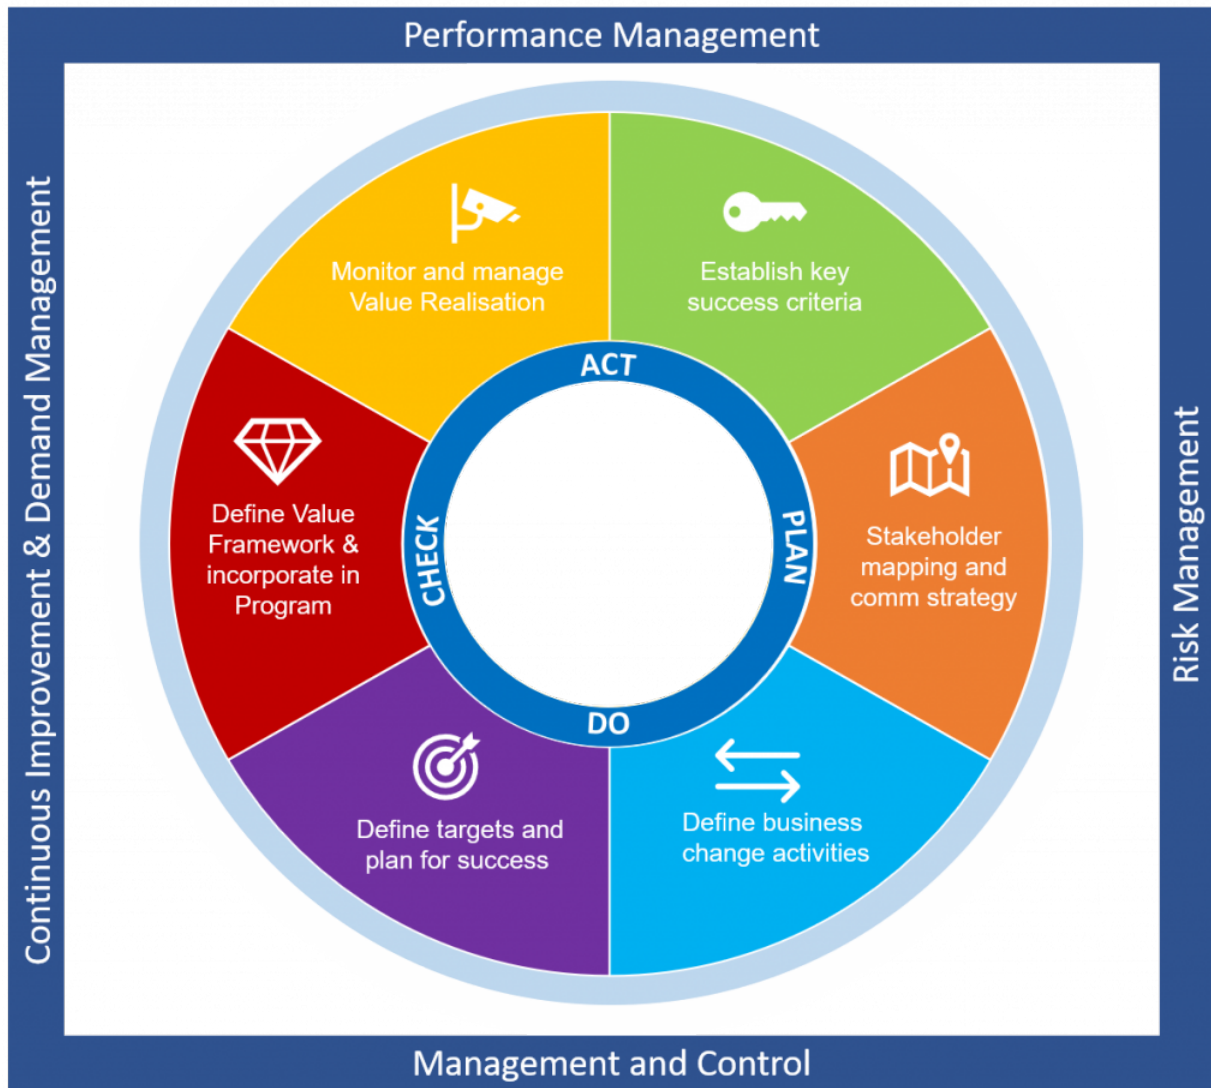 Performance Management
Monitor and manage
Value Realisation
Establish key
success criteria
ACT
Continuous Improvement & Demand Management
Define Value
Framework &
incorporate in
Program
CHECK
PLAN
Stakeholder
mapping and
comm strategy
Risk Management
DO
Define targets and
plan for success
Define business
change activities
Management and Control